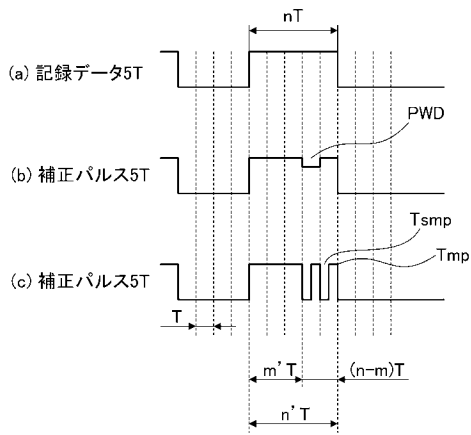 nT
(a) 記録データ5T
PWD
(b) 補正パルス5T
Tsmp
Tmp
(c) 補正パルス5T
T
m'T
(n-m)T
n'T